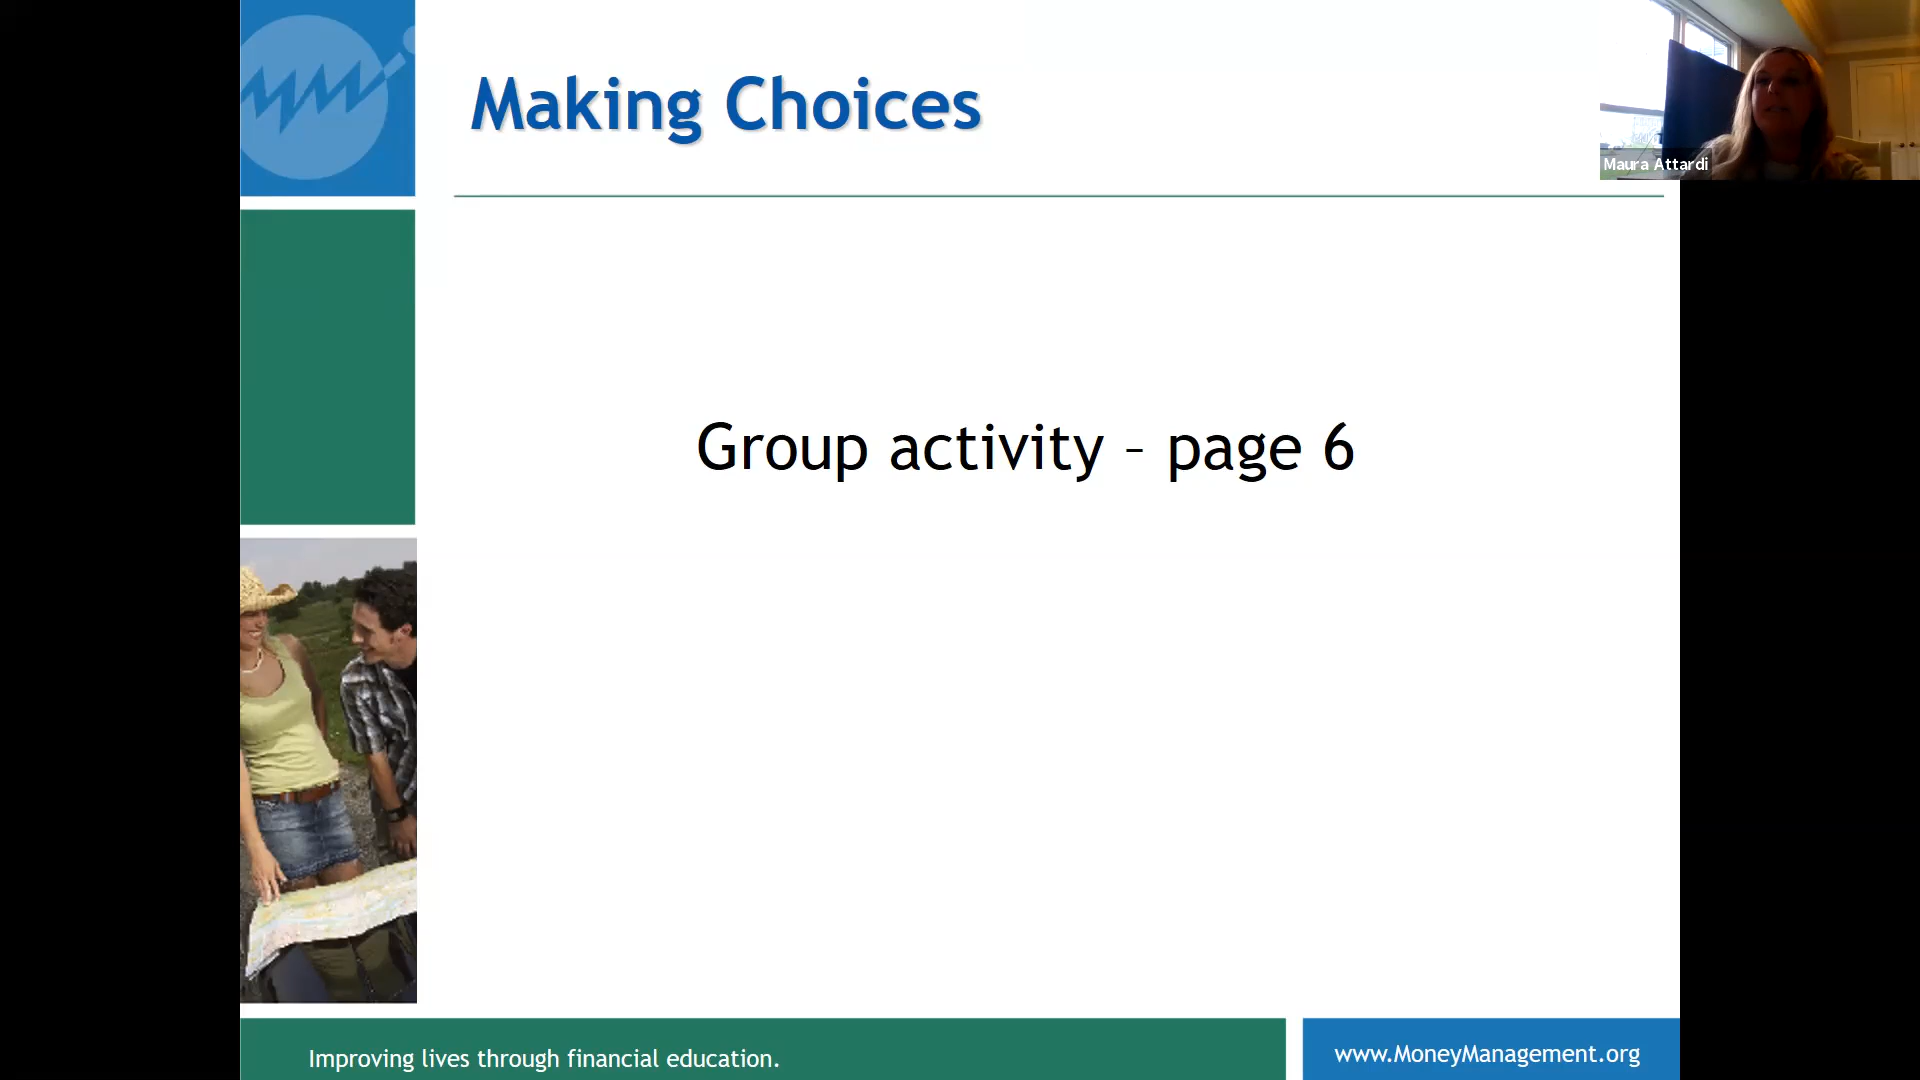 Making Choices
Maura Attardi
Group activity – page 6
Improving lives through financial education.
www.MoneyManagement.org